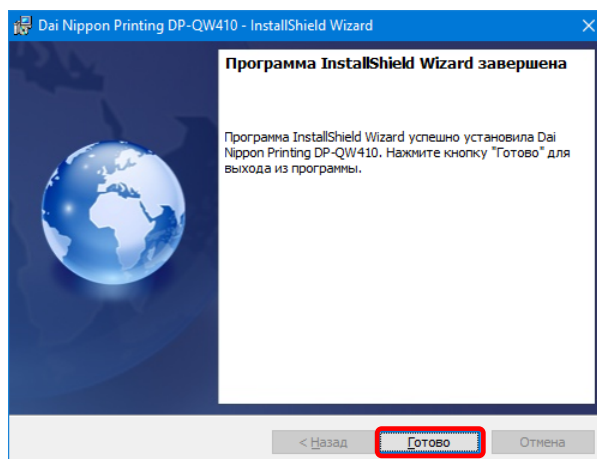 Dai Nippon Printing DP-QW410 - InstallShield Wizard
Программа InstallShield Wizard завершена
Программа InstallShield Wizard успешно установила Dai
Nippon Printing DP-QW410. Нажмите кнопку "Готово" для
выхода из программы.
< Назад Готово Отмена